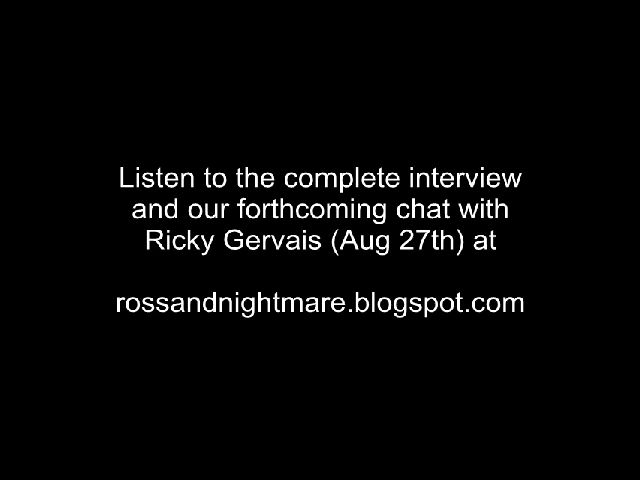 Listen to the complete interview
and our forthcoming chat with
Ricky Gervais (Aug 27th) at
rossandnightmare.blogspot.com